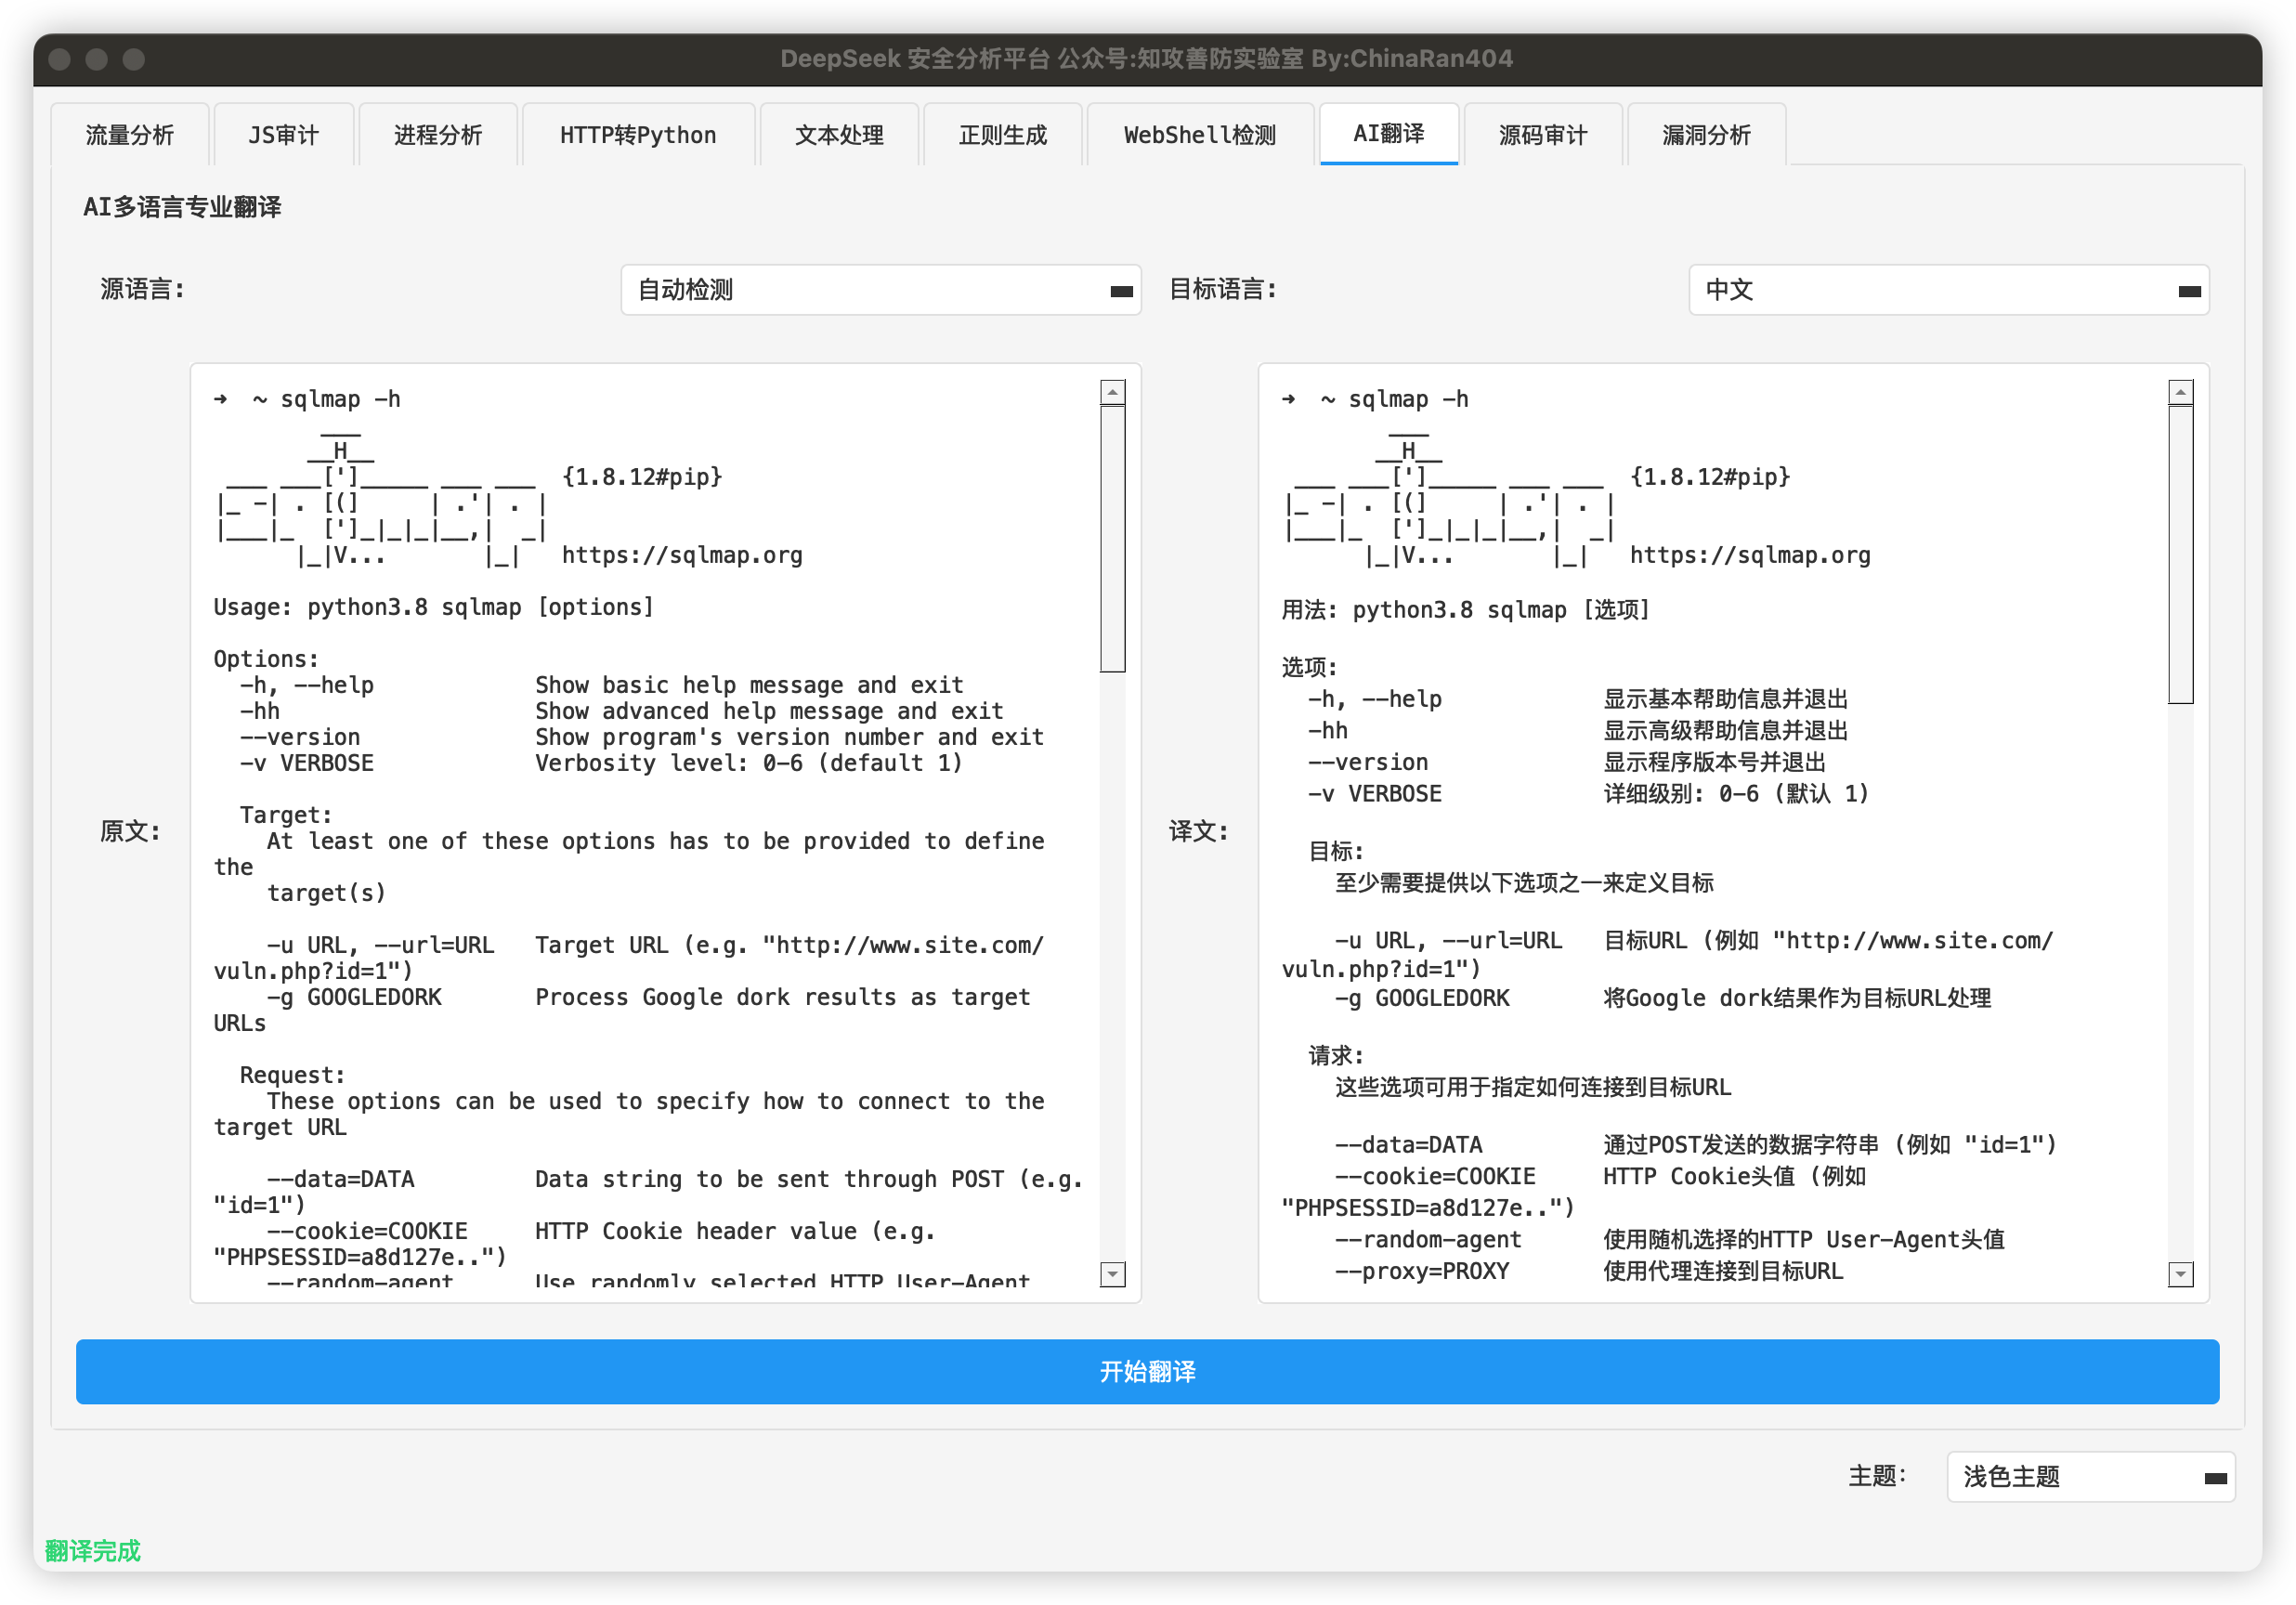 DeepSeek 安全分析平台 公众号:知攻善防实验室 By:ChinaRan404
流量分析 JS审计 进程分析 HTTP转Python 文本处理 正则生成 WebShell检测 AI翻译 源码审计 漏洞分析
AI多语言专业翻译
源语言: 自动检测 目标语言: 中文
原文:
➜  ~ sqlmap -h
        ___
       __H__
 ___ ___[']_____ ___ ___  {1.8.12#pip}
|_ -| . [(]     | .'| . |
|___|_  [']_|_|_|__,|  _|
      |_|V...       |_|   https://sqlmap.org
Usage: python3.8 sqlmap [options]
Options:
  -h, --help            Show basic help message and exit
  -hh                   Show advanced help message and exit
  --version             Show program's version number and exit
  -v VERBOSE            Verbosity level: 0-6 (default 1)
  Target:
    At least one of these options has to be provided to define
the
    target(s)
    -u URL, --url=URL   Target URL (e.g. "http://www.site.com/
vuln.php?id=1")
    -g GOOGLEDORK       Process Google dork results as target
URLs
  Request:
    These options can be used to specify how to connect to the
target URL
    --data=DATA         Data string to be sent through POST (e.g.
"id=1")
    --cookie=COOKIE     HTTP Cookie header value (e.g.
"PHPSESSID=a8d127e..")
    --random-agent      Use randomly selected HTTP User-Agent
译文:
➜  ~ sqlmap -h
        ___
       __H__
 ___ ___[']_____ ___ ___  {1.8.12#pip}
|_ -| . [(]     | .'| . |
|___|_  [']_|_|_|__,|  _|
      |_|V...       |_|   https://sqlmap.org
用法: python3.8 sqlmap [选项]
选项:
  -h, --help            显示基本帮助信息并退出
  -hh                   显示高级帮助信息并退出
  --version             显示程序版本号并退出
  -v VERBOSE            详细级别: 0-6 (默认 1)
  目标:
    至少需要提供以下选项之一来定义目标
    -u URL, --url=URL   目标URL (例如 "http://www.site.com/
vuln.php?id=1")
    -g GOOGLEDORK       将Google dork结果作为目标URL处理
  请求:
    这些选项可用于指定如何连接到目标URL
    --data=DATA         通过POST发送的数据字符串 (例如 "id=1")
    --cookie=COOKIE     HTTP Cookie头值 (例如
"PHPSESSID=a8d127e..")
    --random-agent      使用随机选择的HTTP User-Agent头值
    --proxy=PROXY       使用代理连接到目标URL
开始翻译
主题: 浅色主题
翻译完成